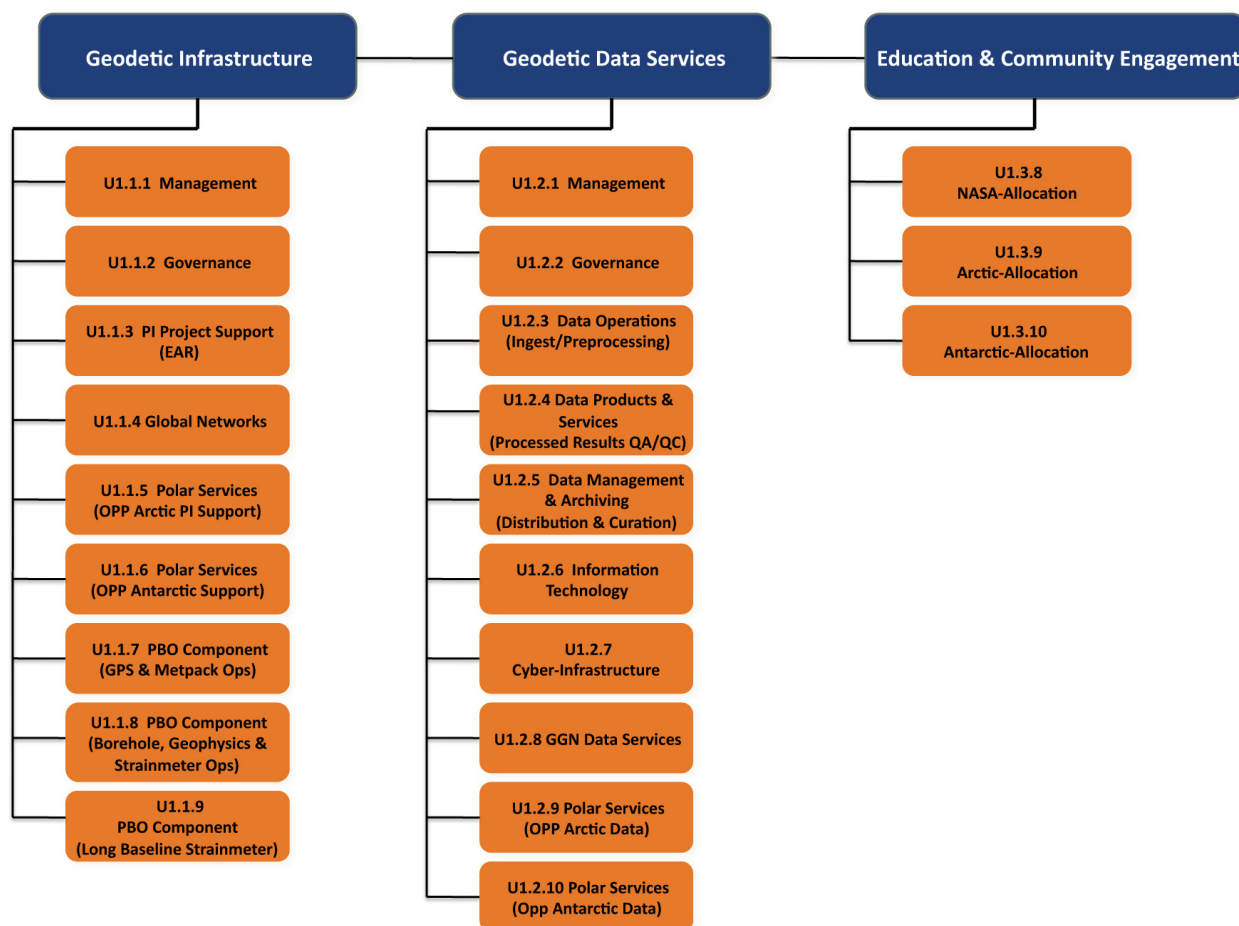 Geodetic Infrastructure
Geodetic Data Services
Education & Community Engagement
U1.1.1 Management
U1.1.2 Governance
U1.1.3 PI Project Support
(EAR)
U1.1.4 Global Networks
U1.1.5 Polar Services
(OPP Arctic PI Support)
U1.1.6 Polar Services
(OPP Antarctic Support)
U1.1.7 PBO Component
(GPS & Metpack Ops)
U1.1.8 PBO Component
(Borehole, Geophysics &
Strainmeter Ops)
U1.1.9
PBO Component
(Long Baseline Strainmeter)
U1.2.1 Management
U1.2.2 Governance
U1.2.3 Data Operations
(Ingest/Preprocessing)
U1.2.4 Data Products &
Services
(Processed Results QA/QC)
U1.2.5 Data Management
& Archiving
(Distribution & Curation)
U1.2.6 Information
Technology
U1.2.7
Cyber-Infrastructure
U1.2.8 GGN Data Services
U1.2.9 Polar Services
(OPP Arctic Data)
U1.2.10 Polar Services
(Opp Antarctic Data)
U1.3.8
NASA-Allocation
U1.3.9
Arctic-Allocation
U1.3.10
Antarctic-Allocation